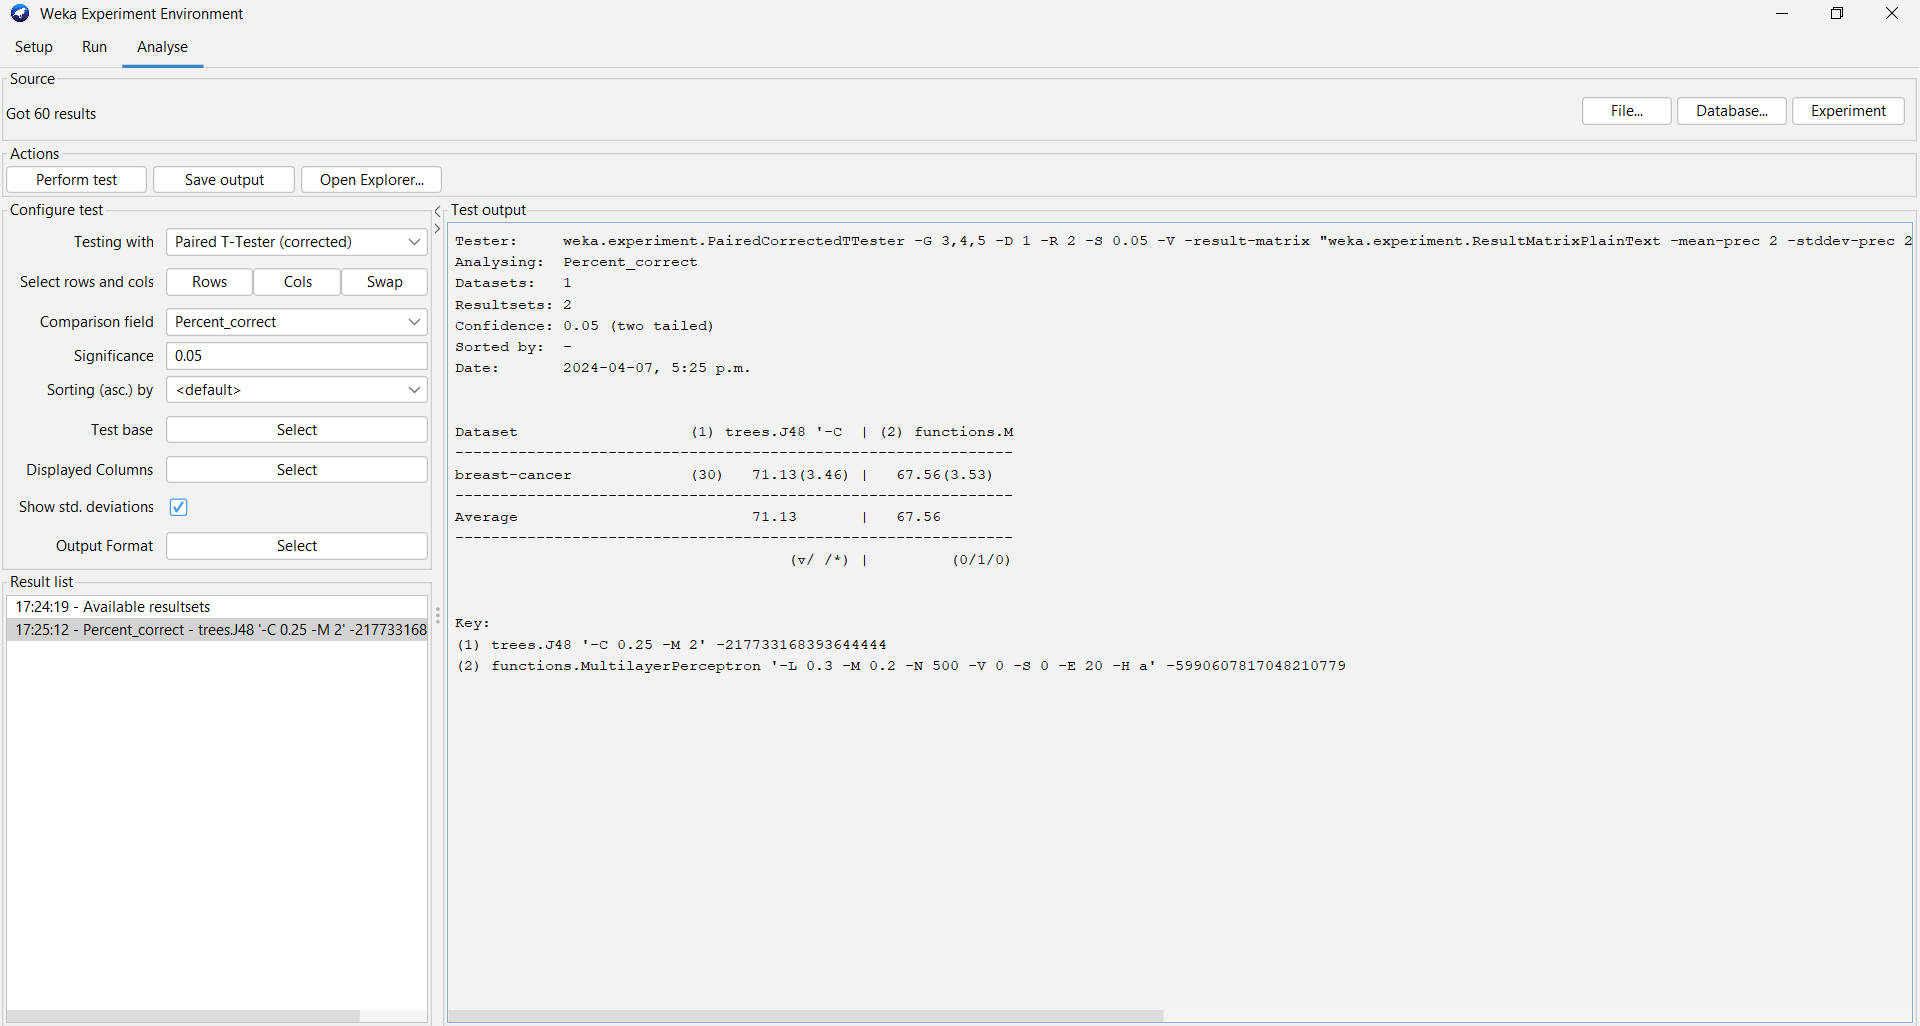 Weka Experiment Environment
Setup Run Analyse
Source
Got 60 results
File... Database... Experiment
Actions
Perform test Save output Open Explorer...
Configure test
Testing with Paired T-Tester (corrected)
Select rows and cols Rows Cols Swap
Comparison field Percent_correct
Significance 0.05
Sorting (asc.) by <default>
Test base Select
Displayed Columns Select
Show std. deviations
Output Format Select
Result list
17:24:19 - Available resultsets
17:25:12 - Percent_correct - trees.J48 '-C 0.25 -M 2' -217733168
Test output
Tester: weka.experiment.PairedCorrectedTTester -G 3,4,5 -D 1 -R 2 -S 0.05 -V -result-matrix "weka.experiment.ResultMatrixPlainText -mean-prec 2 -stddev-prec 2
Analysing: Percent_correct
Datasets: 1
Resultsets: 2
Confidence: 0.05 (two tailed)
Sorted by: -
Date: 2024-04-07, 5:25 p.m.
Dataset (1) trees.J48 '-C | (2) functions.M
--------------------------------------------------------------
breast-cancer (30) 71.13(3.46) | 67.56(3.53)
--------------------------------------------------------------
Average 71.13 | 67.56
--------------------------------------------------------------
(v/ /*) | (0/1/0)
Key:
(1) trees.J48 '-C 0.25 -M 2' -217733168393644444
(2) functions.MultilayerPerceptron '-L 0.3 -M 0.2 -N 500 -V 0 -S 0 -E 20 -H a' -5990607817048210779